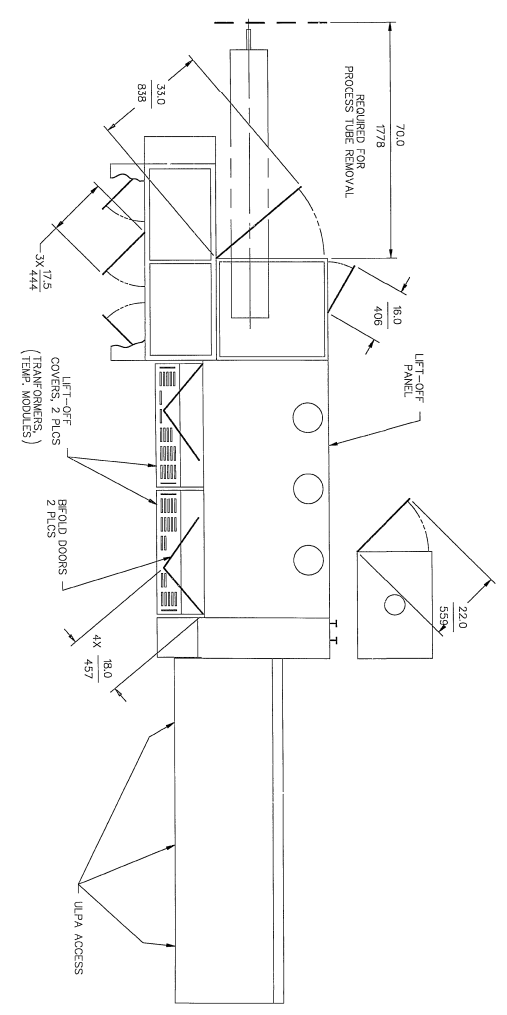 70.0
1778
REQUIRED FOR
PROCESS TUBE REMOVAL
33.0
838
16.0
406
3X 17.5
444
LIFT-OFF
PANEL
LIFT-OFF
COVERS, 2 PLCS
(TRANFORMERS,
TEMP. MODULES)
BIFOLD DOORS
2 PLCS
22.0
559
4X 18.0
457
ULPA ACCESS